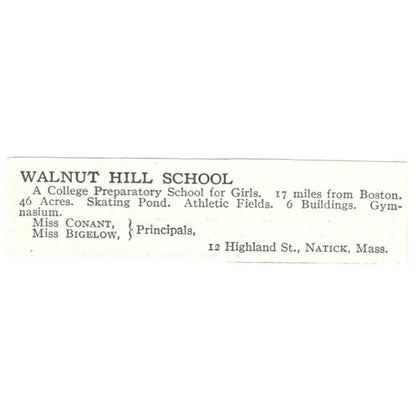 WALNUT HILL SCHOOL
A College Preparatory School for Girls. 17 miles from Boston.
46 Acres. Skating Pond. Athletic Fields. 6 Buildings. Gym-
nasium.
Miss CONANT,
Miss BIGELOW, } Principals,
12 Highland St., NATICK, Mass.